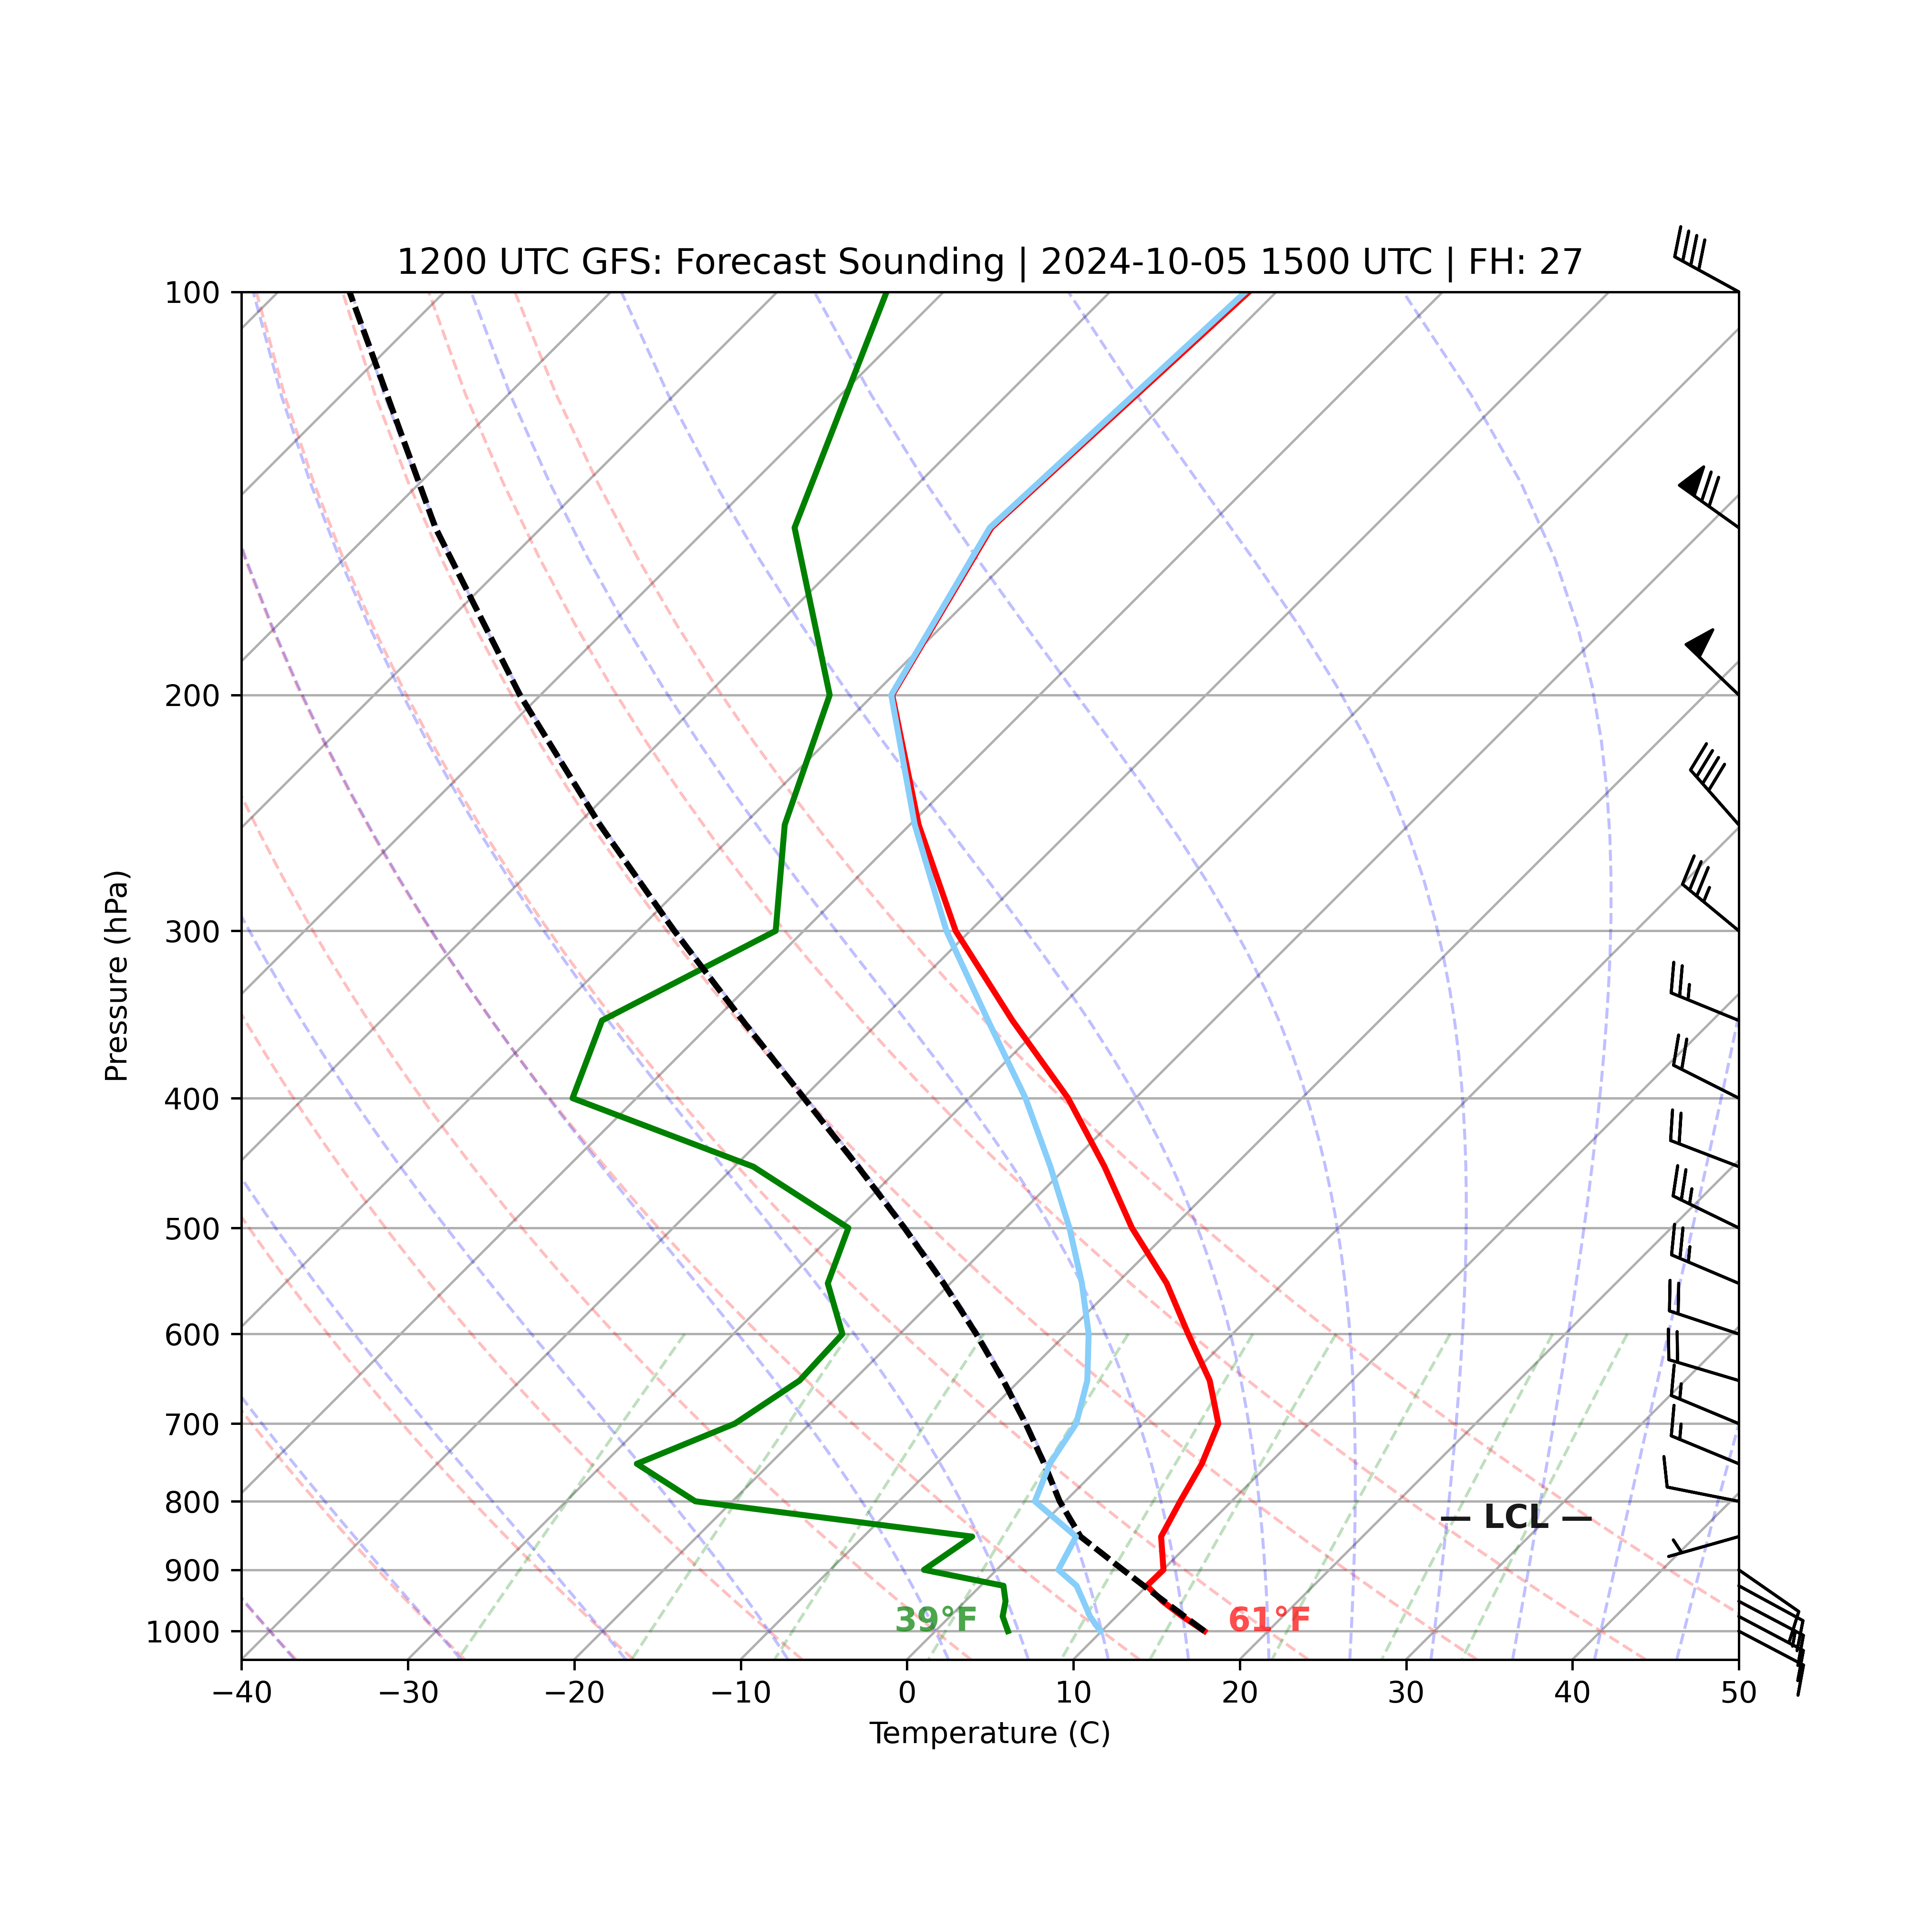 1200 UTC GFS: Forecast Sounding | 2024-10-05 1500 UTC | FH: 27
100
200
300
400
500
600
700
800
900
1000
Pressure (hPa)
— LCL —
39°F
61°F
−40 −30 −20 −10 0 10 20 30 40 50
Temperature (C)